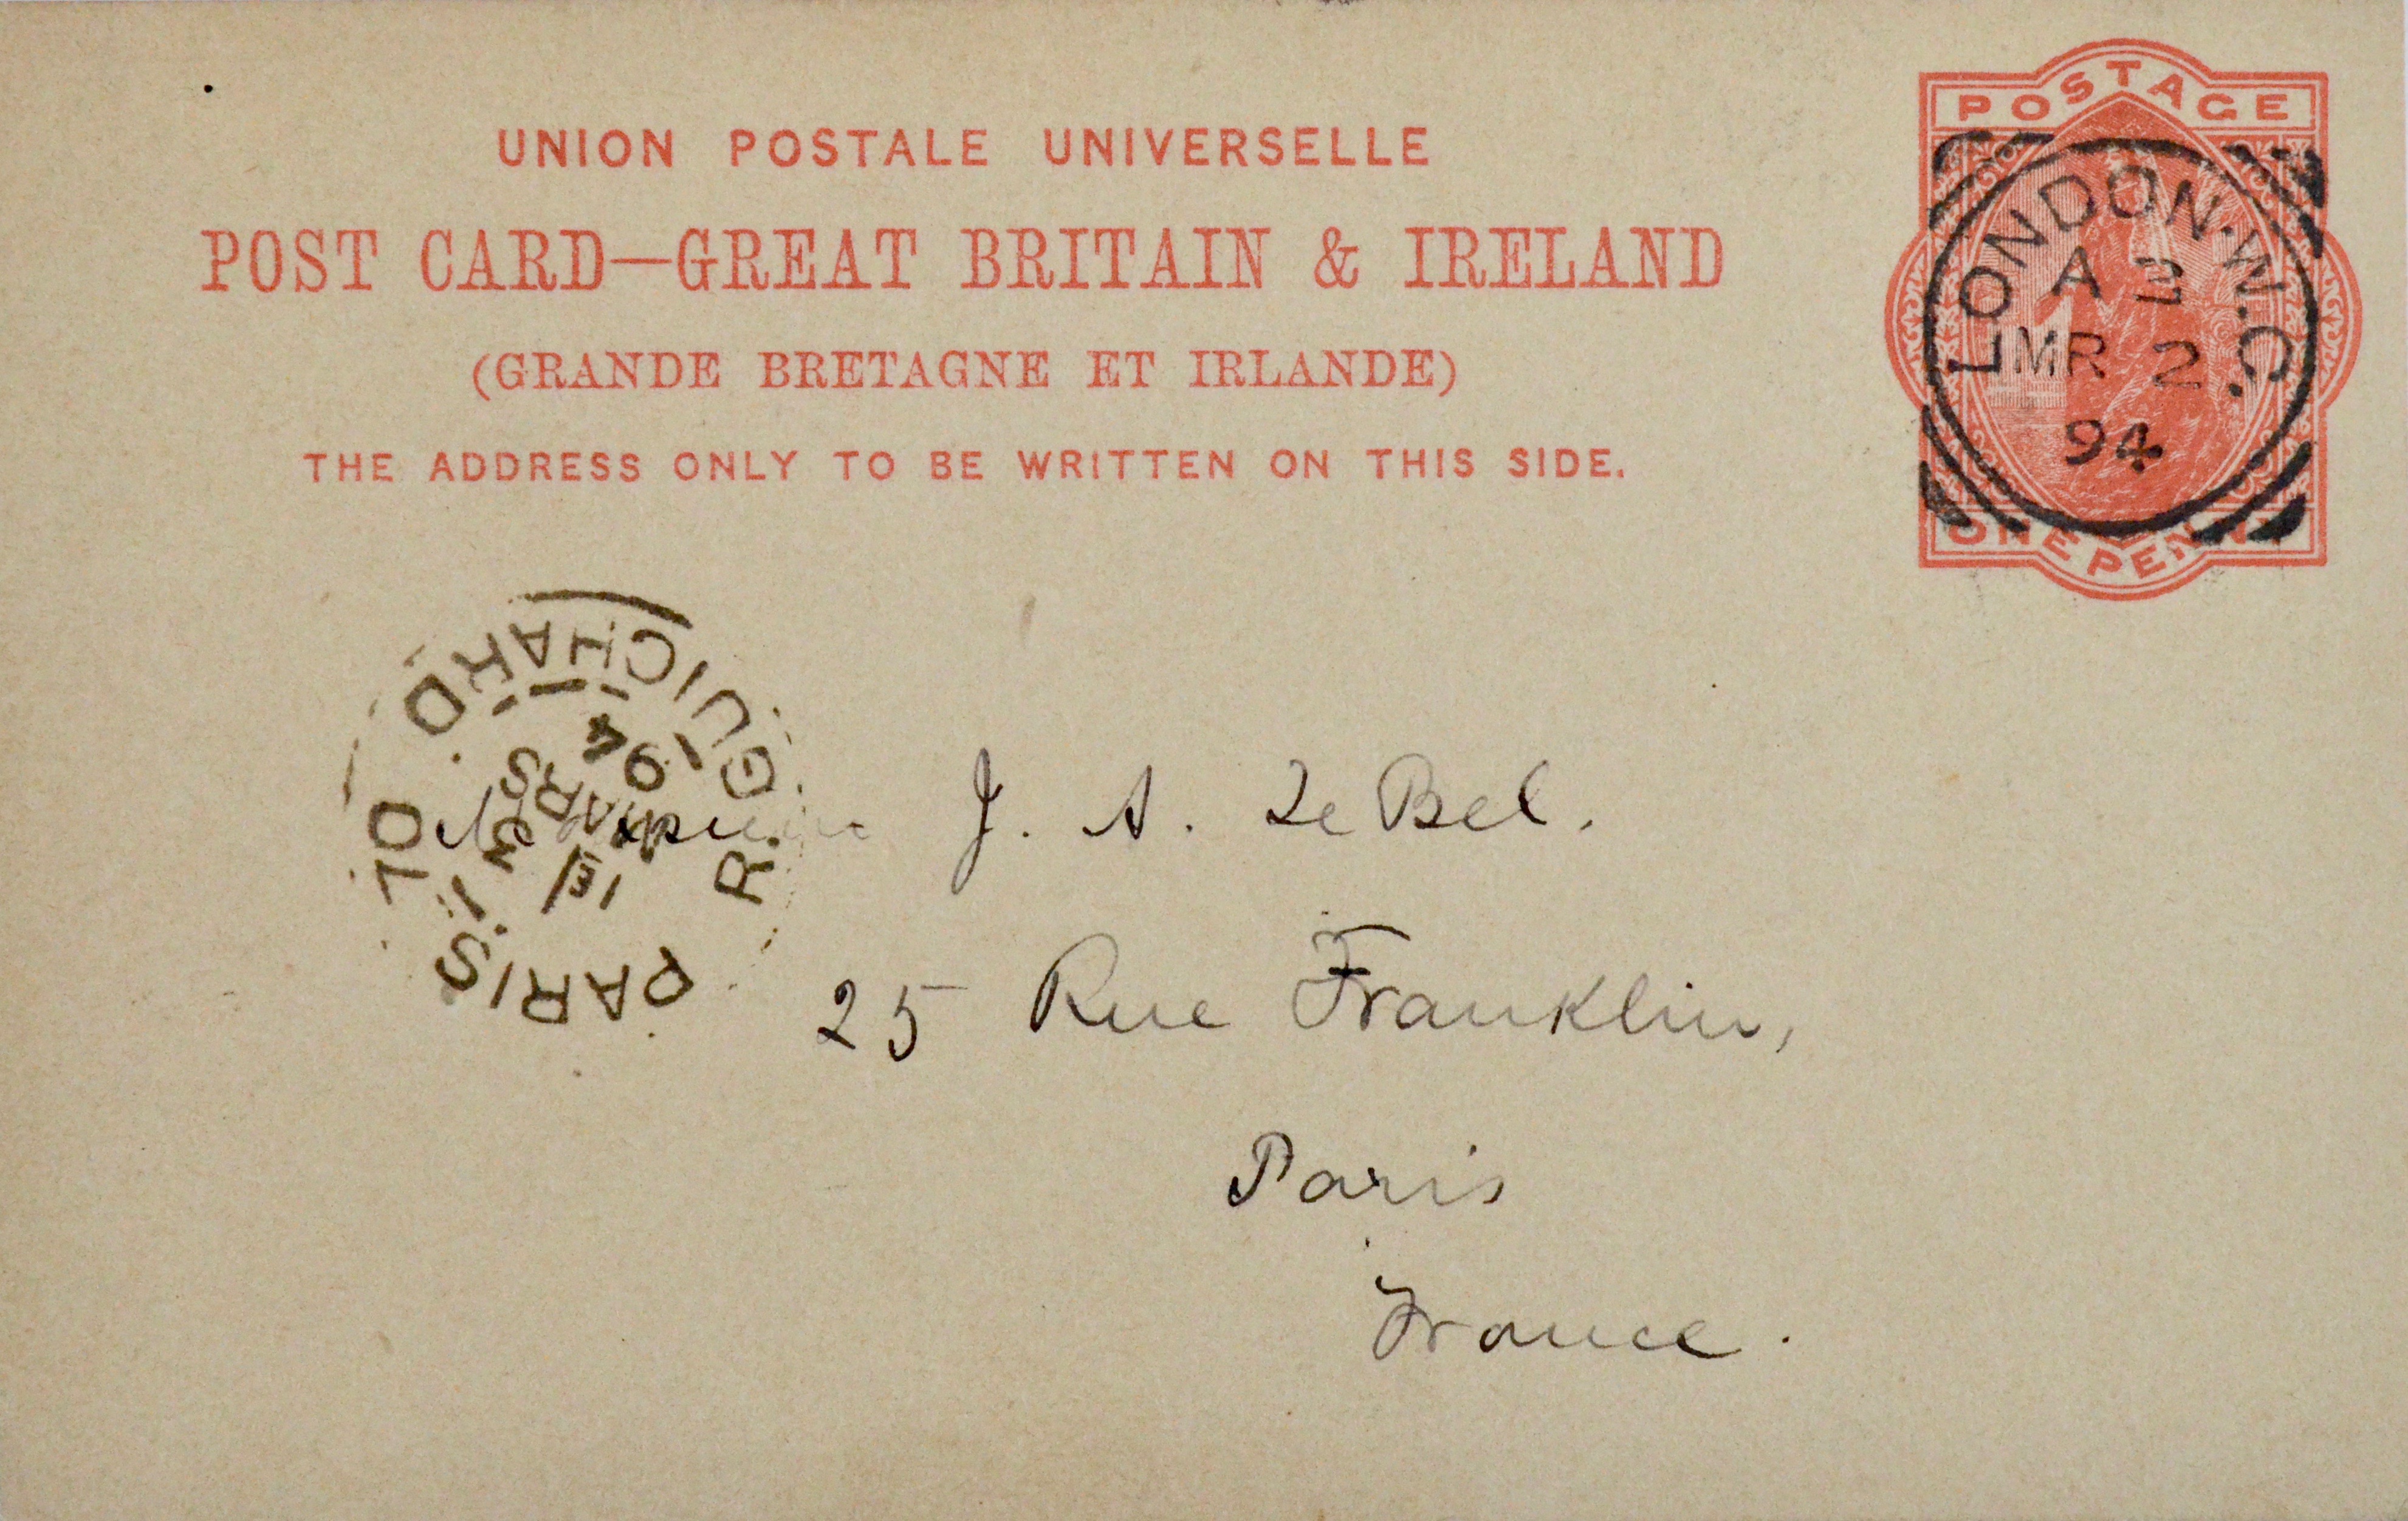 UNION POSTALE UNIVERSELLE
POST CARD—GREAT BRITAIN & IRELAND
(GRANDE BRETAGNE ET IRLANDE)
THE ADDRESS ONLY TO BE WRITTEN ON THIS SIDE.
POSTAGE
LONDON.W.C.
A 3
MR 2
94
ONE PENNY
PARIS
R. GUICHARD
3 MARS
94
J. A. Le Bel.
25 Rue Franklin,
Paris
France.